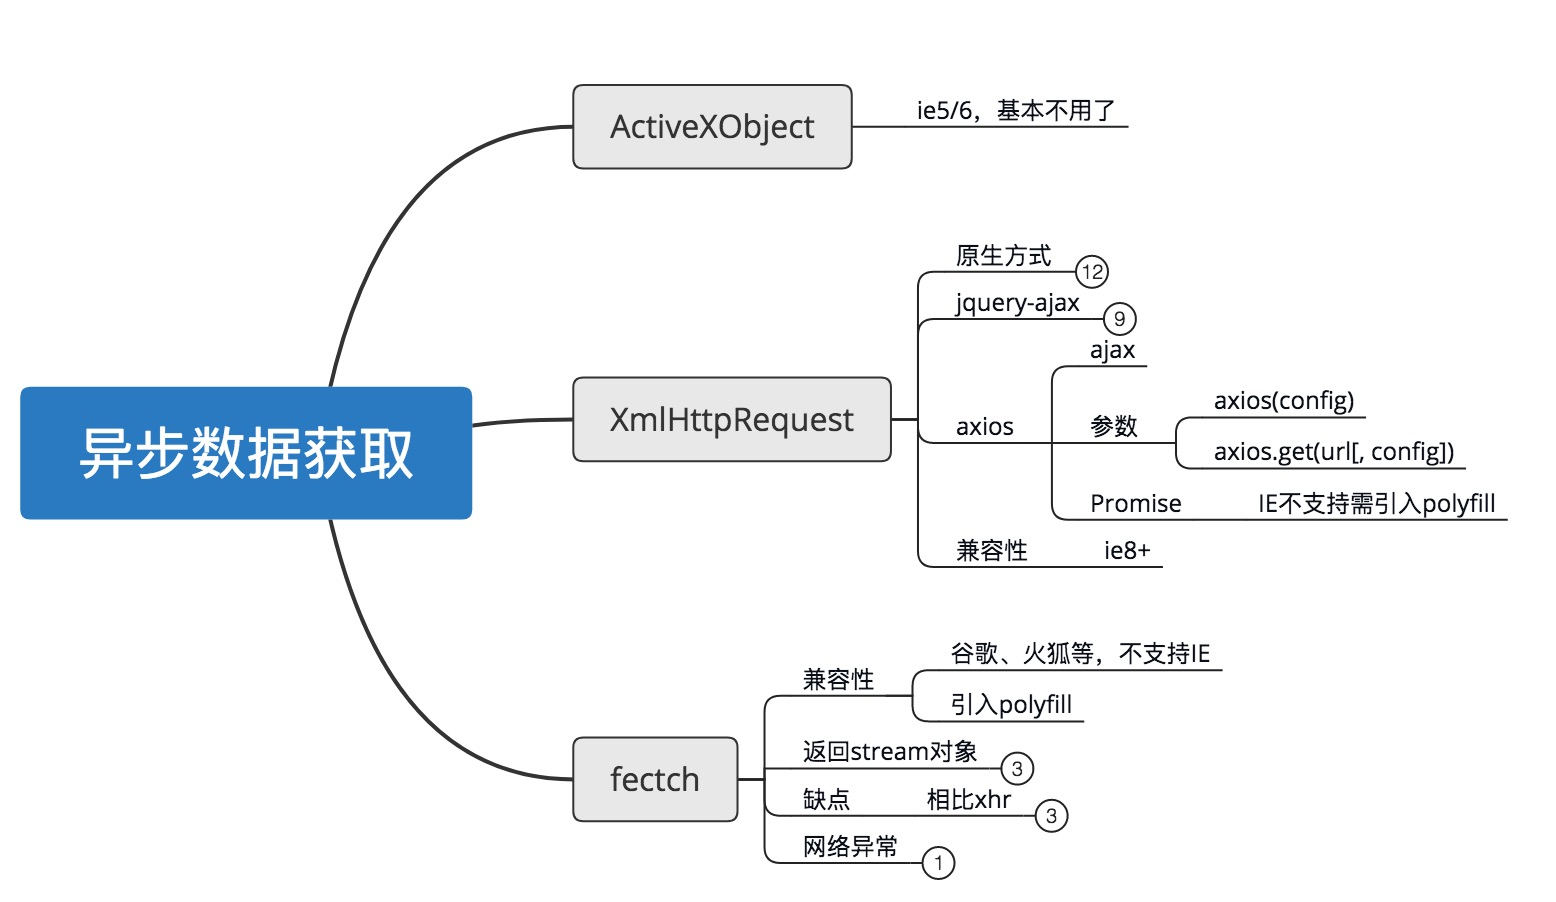 异步数据获取
ActiveXObject
ie5/6，基本不用了
XmlHttpRequest
原生方式
12
jquery-ajax
9
axios
ajax
参数
axios(config)
axios.get(url[, config])
Promise
IE不支持需引入polyfill
兼容性
ie8+
fectch
兼容性
谷歌、火狐等，不支持IE
引入polyfill
返回stream对象
3
缺点
相比xhr
3
网络异常
1